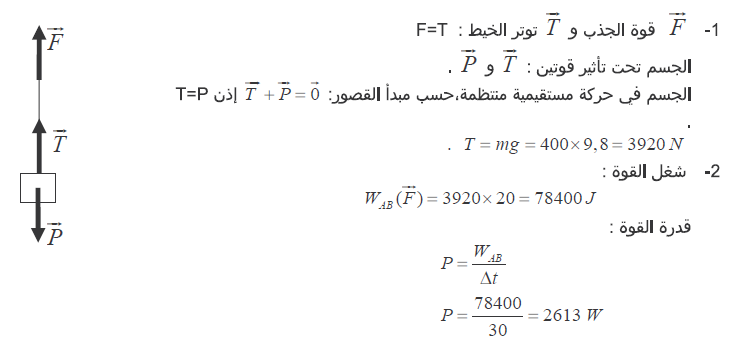 1- F قوة الجذب و T توتر الخيط : F=T
الجسم تحت تأثير قوتين : T و P .
الجسم في حركة مستقيمية منتظمة،حسب مبدأ القصور: T + P = 0 إذن T=P
.
T = mg = 400×9,8 = 3920 N .
2- شغل القوة :
W_AB(F) = 3920×20 = 78400 J
قدرة القوة :
P = W_AB / Δt
P = 78400 / 30 = 2613 W
F
T
P